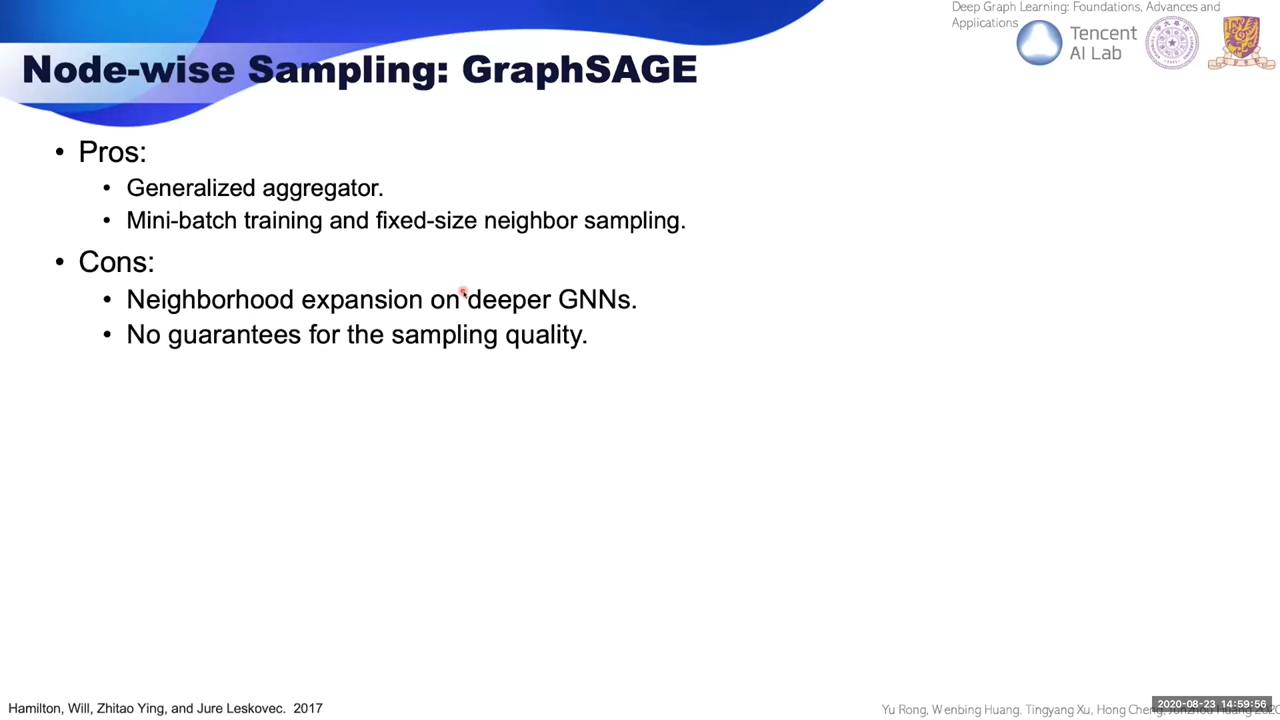 Deep Graph Learning: Foundations, Advances and
Applications
Tencent
AI Lab
Node-wise Sampling: GraphSAGE
• Pros:
• Generalized aggregator.
• Mini-batch training and fixed-size neighbor sampling.
• Cons:
• Neighborhood expansion on deeper GNNs.
• No guarantees for the sampling quality.
Hamilton, Will, Zhitao Ying, and Jure Leskovec. 2017
Yu Rong, Wenbing Huang, Tingyang Xu, Hong Cheng,
2020-08-23 14:59:56